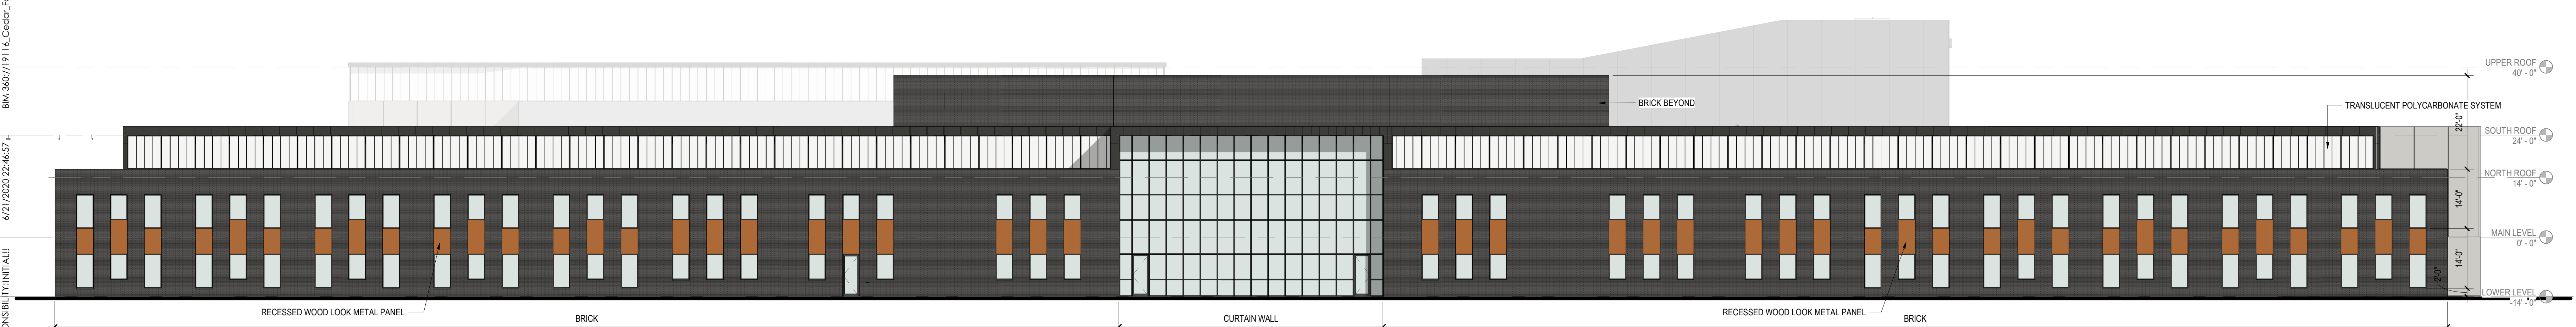 BIM 360://19116_Cedar_Fa
6/21/2020 22:46:57
ONSIBILITY:INITIAL!!
UPPER ROOF
40' - 0"
BRICK BEYOND
TRANSLUCENT POLYCARBONATE SYSTEM
22'-0"
SOUTH ROOF
24' - 0"
NORTH ROOF
14' - 0"
14'-0"
MAIN LEVEL
0' - 0"
14'-0"
2'-0"
LOWER LEVEL
-14' - 0"
RECESSED WOOD LOOK METAL PANEL
RECESSED WOOD LOOK METAL PANEL
BRICK
CURTAIN WALL
BRICK